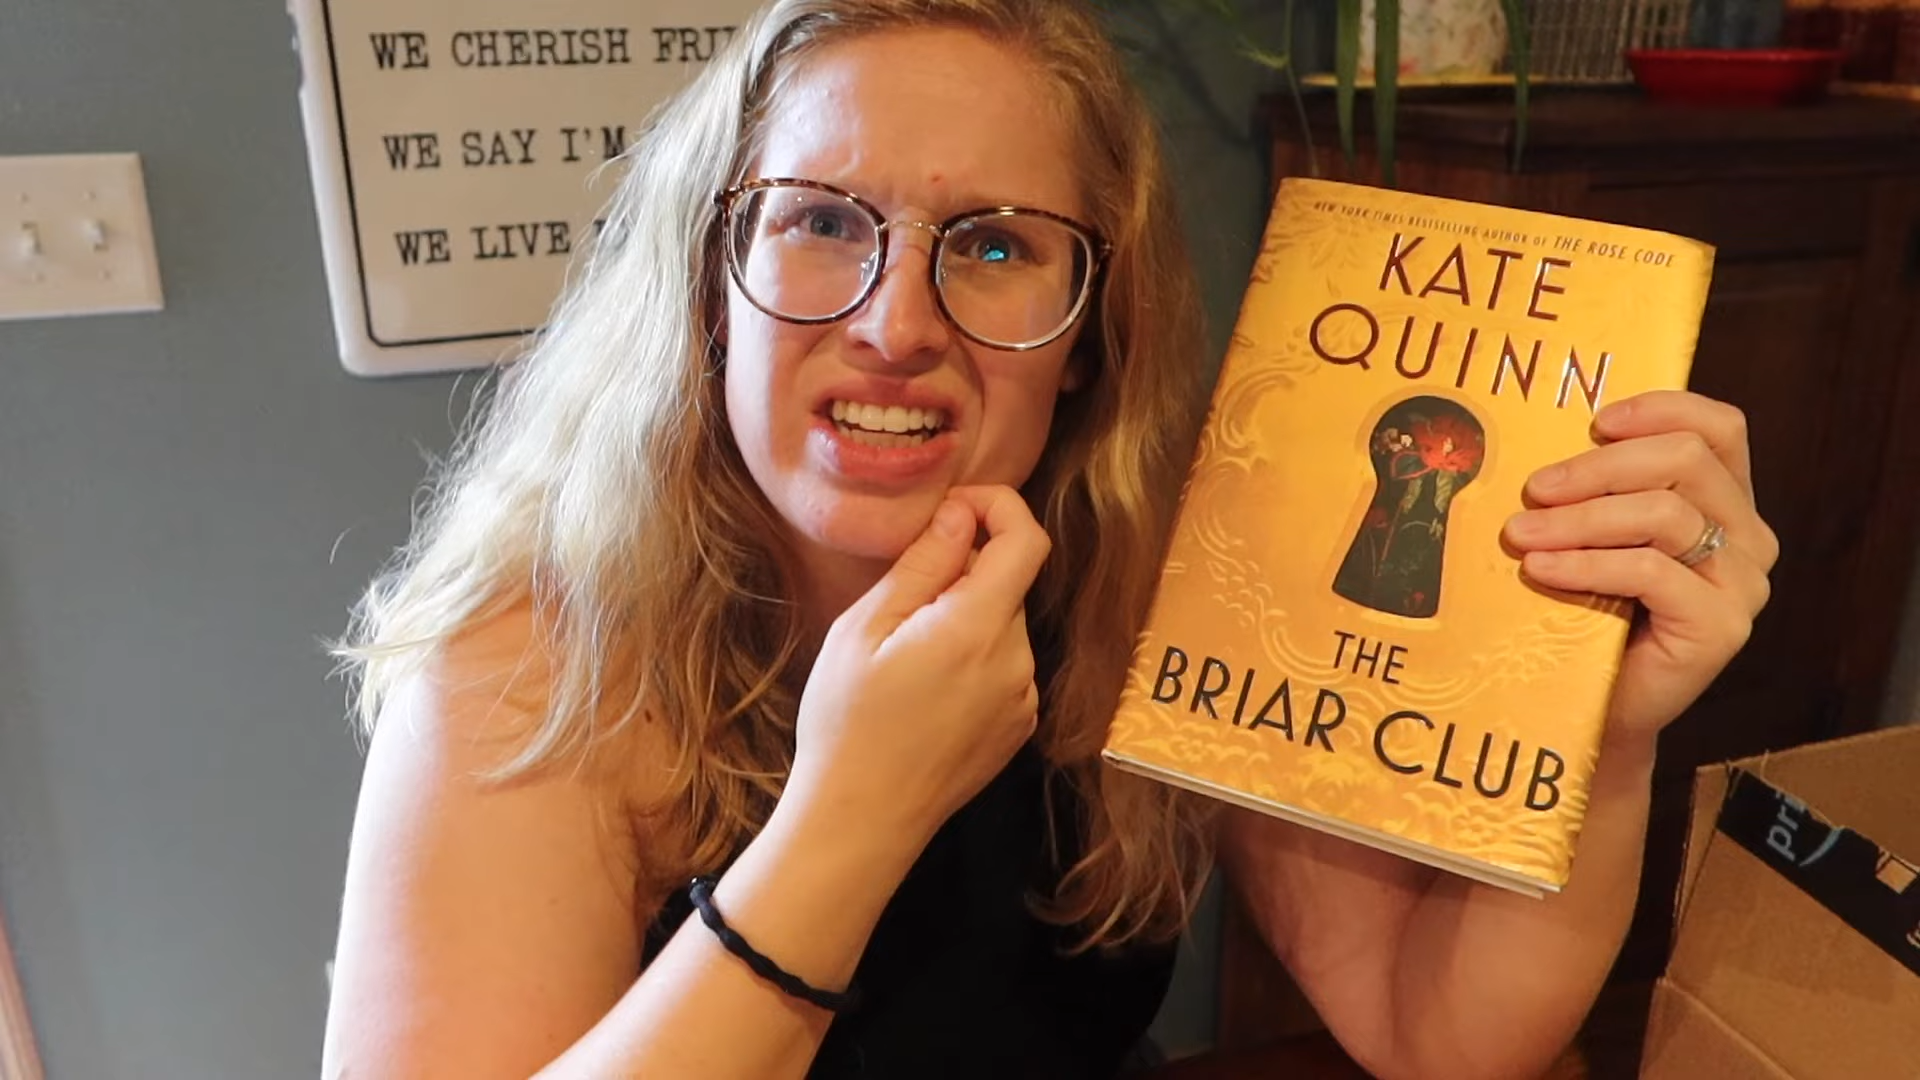 WE CHERISH FRI
WE SAY I'M
WE LIVE
NEW YORK TIMES BESTSELLING AUTHOR OF THE ROSE CODE
KATE
QUINN
THE
BRIAR CLUB
pri